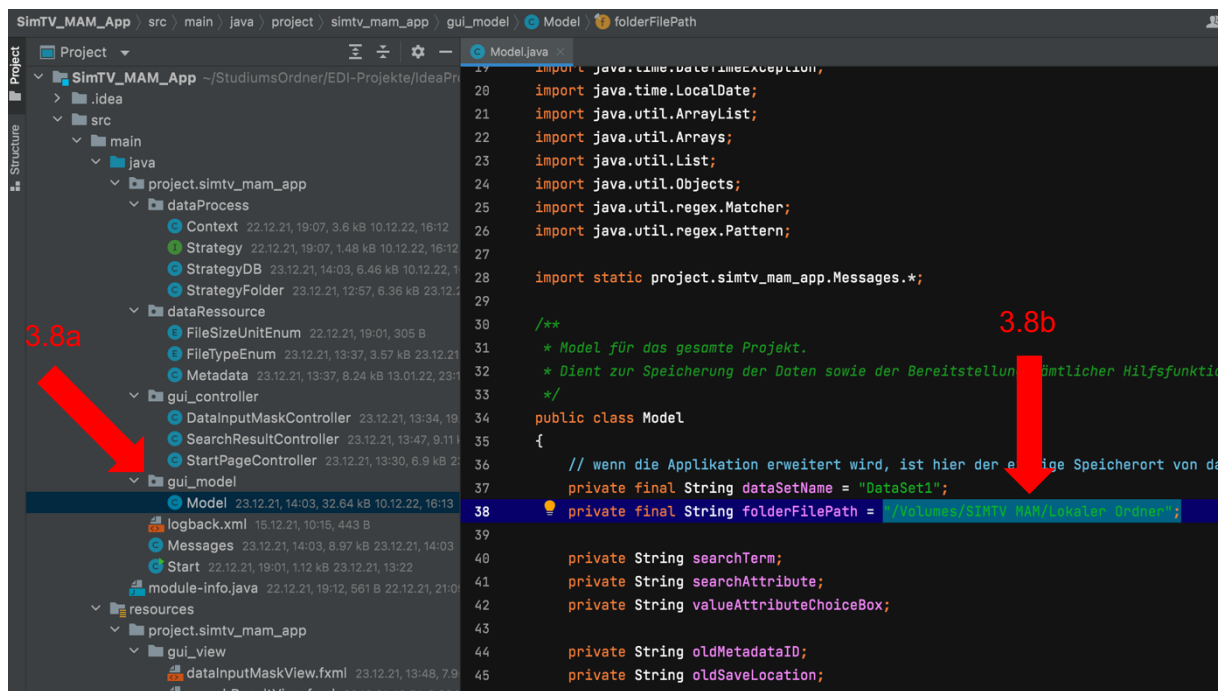 SimTV_MAM_App 〉 src 〉 main 〉 java 〉 project 〉 simtv_mam_app 〉 gui_model 〉 Model 〉 folderFilePath
Project
Structure
Project
SimTV_MAM_App ~/StudiumsOrdner/EDI-Projekte/IdeaPr
.idea
src
main
java
project.simtv_mam_app
dataProcess
Context 22.12.21, 19:07, 3.6 kB 10.12.22, 16:12
Strategy 22.12.21, 19:07, 1.48 kB 10.12.22, 16:12
StrategyDB 23.12.21, 14:03, 6.46 kB 10.12.22, 1
StrategyFolder 23.12.21, 12:57, 6.36 kB 23.12.2
dataRessource
FileSizeUnitEnum 22.12.21, 19:01, 305 B
FileTypeEnum 23.12.21, 13:37, 3.57 kB 23.12.21
Metadata 23.12.21, 13:37, 8.24 kB 13.01.22, 23:1
gui_controller
DataInputMaskController 23.12.21, 13:34, 19
SearchResultController 23.12.21, 13:47, 9.11
StartPageController 23.12.21, 13:30, 6.9 kB 2
gui_model
Model 23.12.21, 14:03, 32.64 kB 10.12.22, 16:13
logback.xml 15.12.21, 10:15, 443 B
Messages 23.12.21, 14:03, 8.97 kB 23.12.21, 14:03
Start 22.12.21, 19:01, 1.12 kB 23.12.21, 13:22
module-info.java 22.12.21, 19:12, 561 B 22.12.21, 21:0
resources
project.simtv_mam_app
gui_view
dataInputMaskView.fxml 23.12.21, 13:48, 7.9
3.8a
Model.java
19 import java.time.DateTimeException;
20 import java.time.LocalDate;
21 import java.util.ArrayList;
22 import java.util.Arrays;
23 import java.util.List;
24 import java.util.Objects;
25 import java.util.regex.Matcher;
26 import java.util.regex.Pattern;
27
28 import static project.simtv_mam_app.Messages.*;
29
30 /**
31 * Model für das gesamte Projekt.
32 * Dient zur Speicherung der Daten sowie der Bereitstellung ämtlicher Hilfsfunktio
33 */
34 public class Model
35 {
36 // wenn die Applikation erweitert wird, ist hier der e ige Speicherort von da
37 private final String dataSetName = "DataSet1";
38 private final String folderFilePath = "/Volumes/SIMTV MAM/Lokaler Ordner";
39
40 private String searchTerm;
41 private String searchAttribute;
42 private String valueAttributeChoiceBox;
43
44 private String oldMetadataID;
45 private String oldSaveLocation;
3.8b